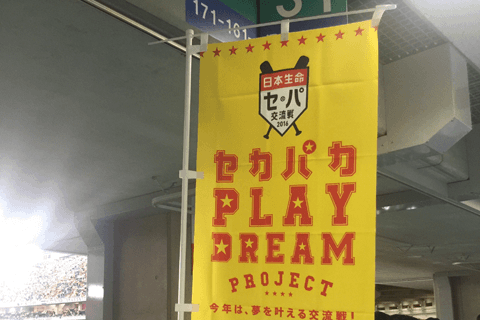 171-161
31
日本生命
セ・パ
交流戦
2016
セカパカ
PLAY
DREAM
PROJECT
今年は、夢を叶える交流戦!